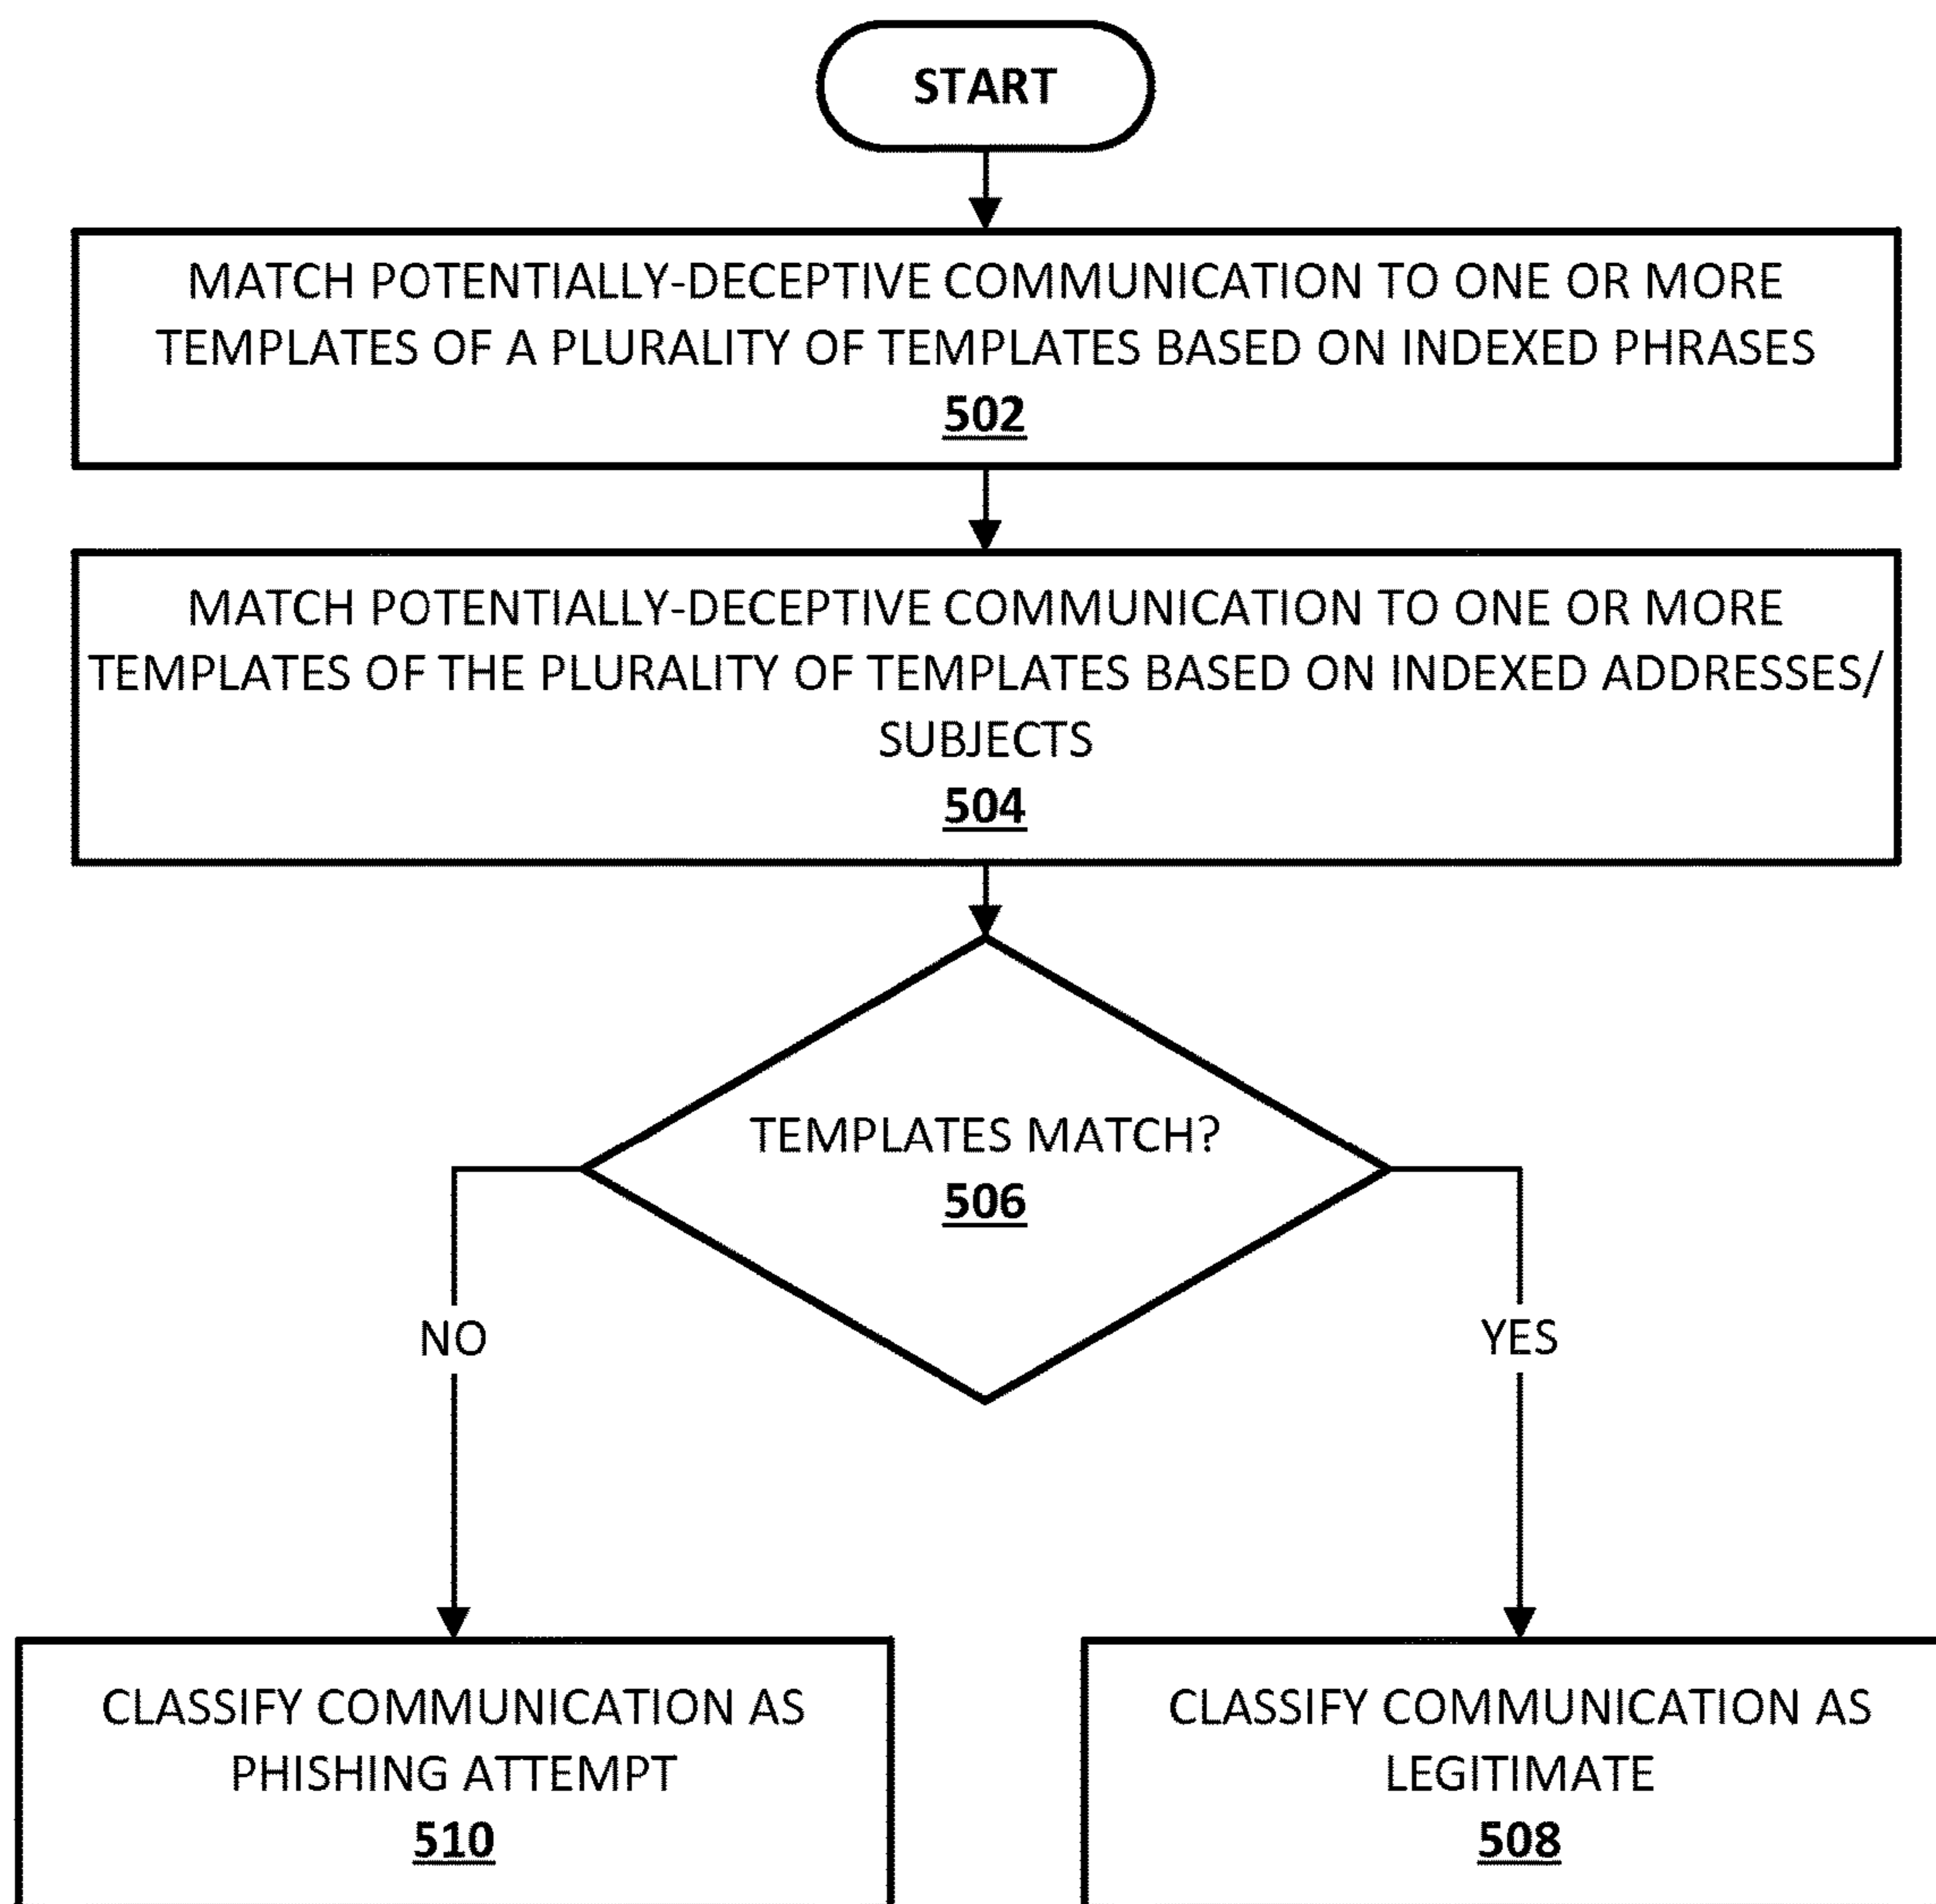 START
MATCH POTENTIALLY-DECEPTIVE COMMUNICATION TO ONE OR MORE
TEMPLATES OF A PLURALITY OF TEMPLATES BASED ON INDEXED PHRASES
502
MATCH POTENTIALLY-DECEPTIVE COMMUNICATION TO ONE OR MORE
TEMPLATES OF THE PLURALITY OF TEMPLATES BASED ON INDEXED ADDRESSES/
SUBJECTS
504
TEMPLATES MATCH?
506
NO
YES
CLASSIFY COMMUNICATION AS
PHISHING ATTEMPT
510
CLASSIFY COMMUNICATION AS
LEGITIMATE
508